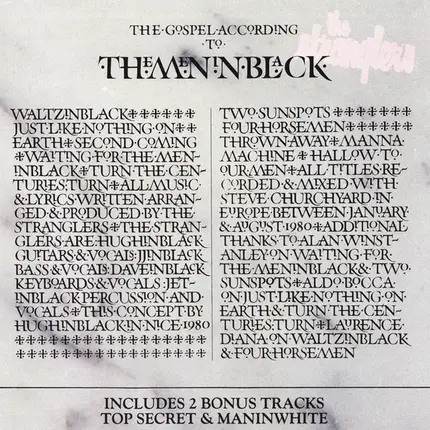 THE·GOSPEL·ACCORDING
·TO·
THEMENINBLACK
the stranglers
WALTZINBLACK✢✢✢✢✢✢✢
JUST·LIKE·NOTHING·ON✢✢
EARTH✢SECOND·COMING
✢WAITING·FOR·THE·MEN~
INBLACK✢TURN·THE·CEN~
TURIES·TURN✢ALL·MUSIC·
&·LYRICS·WRITTEN·ARRAN~
GED·&·PRODUCED·BY·THE·
STRANGLERS✢THE·STRAN~
GLERS·ARE·HUGHINBLACK
GUITARS·&·VOCALS·JJINBLACK
BASS·&·VOCALS·DAVEINBLACK
KEYBOARDS·&·VOCALS·JET~
INBLACK·PERCUSSION·AND·
VOCALS✢THIS·CONCEPT·BY
HUGHINBLACK·IN·NICE·1980
✢✢✢✢✢✢✢✢✢✢✢✢✢✢✢✢
✢✢✢✢✢✢✢✢✢✢✢✢✢✢✢✢
TWO·SUNSPOTS✢✢✢✢✢✢✢
FOUR·HORSEMEN✢✢✢✢✢✢
THROWN·AWAY✢MANNA·
MACHINE✢HALLOW·TO·
OUR·MEN✢ALL·TITLES·RE~
CORDED·&·MIXED·WITH·
STEVE·CHURCHYARD·IN·
EUROPE·BETWEEN·JANUARY·
&·AUGUST·1980✢ADDITIONAL
THANKS·TO·ALAN·WINST~
ANLEY·ON·WAITING·FOR·
THE·MENINBLACK·&·TWO·
SUNSPOTS✢ALDO·BOCCA·
ON·JUST·LIKE·NOTHING·ON·
EARTH·&·TURN·THE·CEN~
TURIES·TURN✢LAURENCE·
DIANA·ON·WALTZINBLACK
&·FOUR·HORSEMEN
INCLUDES 2 BONUS TRACKS
TOP SECRET & MANINWHITE